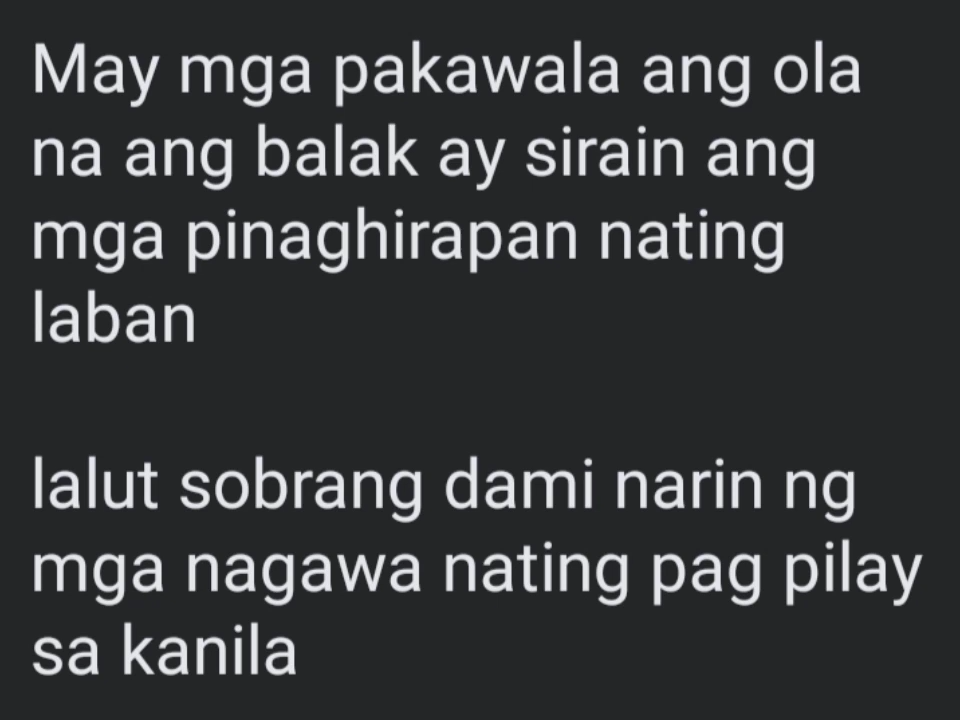 May mga pakawala ang ola
na ang balak ay sirain ang
mga pinaghirapan nating
laban
lalut sobrang dami narin ng
mga nagawa nating pag pilay
sa kanila